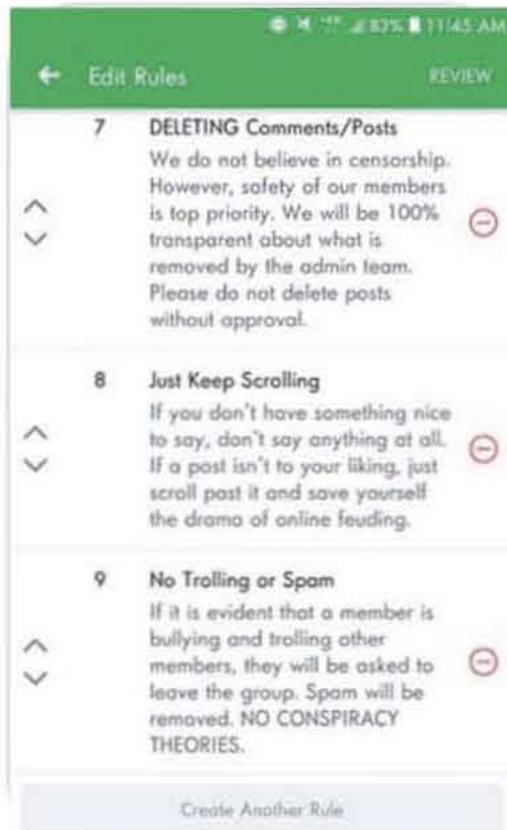 83% 11:45 AM
Edit Rules REVIEW
7 DELETING Comments/Posts
We do not believe in censorship.
However, safety of our members
is top priority. We will be 100%
transparent about what is
removed by the admin team.
Please do not delete posts
without approval.
8 Just Keep Scrolling
If you don't have something nice
to say, don't say anything at all.
If a post isn't to your liking, just
scroll past it and save yourself
the drama of online feuding.
9 No Trolling or Spam
If it is evident that a member is
bullying and trolling other
members, they will be asked to
leave the group. Spam will be
removed. NO CONSPIRACY
THEORIES.
Create Another Rule